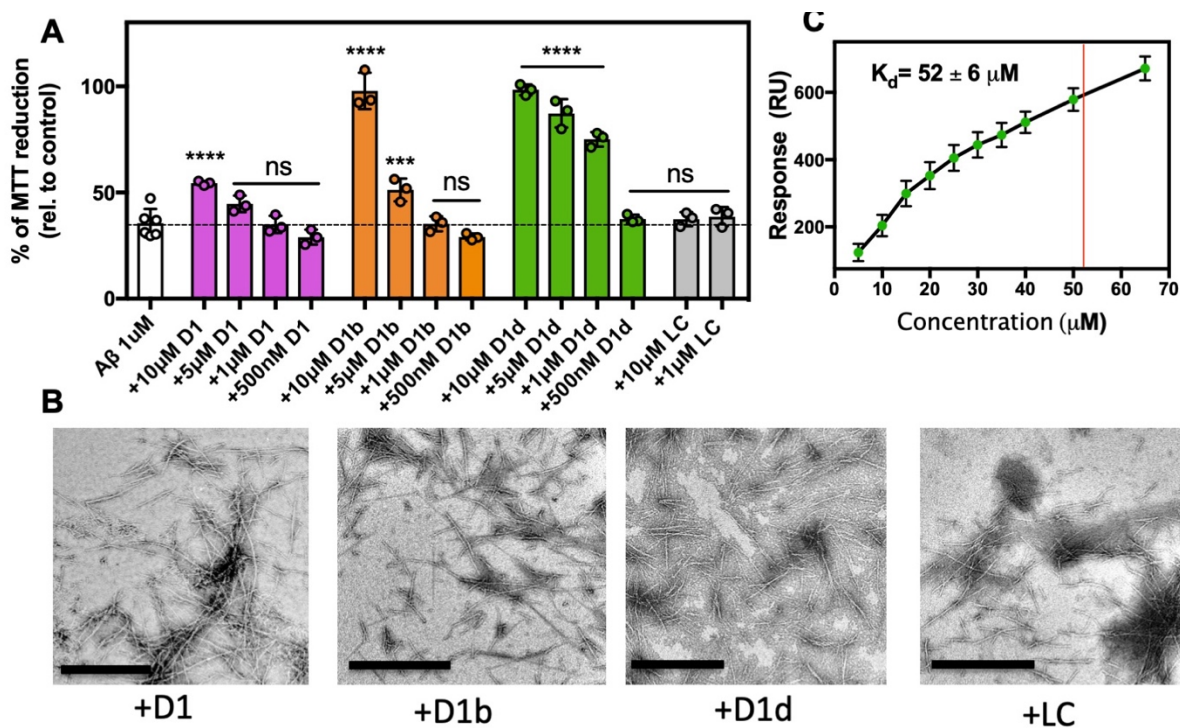 A
% of MTT reduction
(rel. to control)
100
50
0
****
ns
****
***
ns
****
ns
Aβ 1uM
+10μM D1
+5μM D1
+1μM D1
+500nM D1
+10μM D1b
+5μM D1b
+1μM D1b
+500nM D1b
+10μM D1d
+5μM D1d
+1μM D1d
+500nM D1d
+10μM LC
+1μM LC
C
Response (RU)
600
400
200
Kd= 52 ± 6 μM
0
10
20
30
40
50
60
70
Concentration (μM)
B
+D1
+D1b
+D1d
+LC